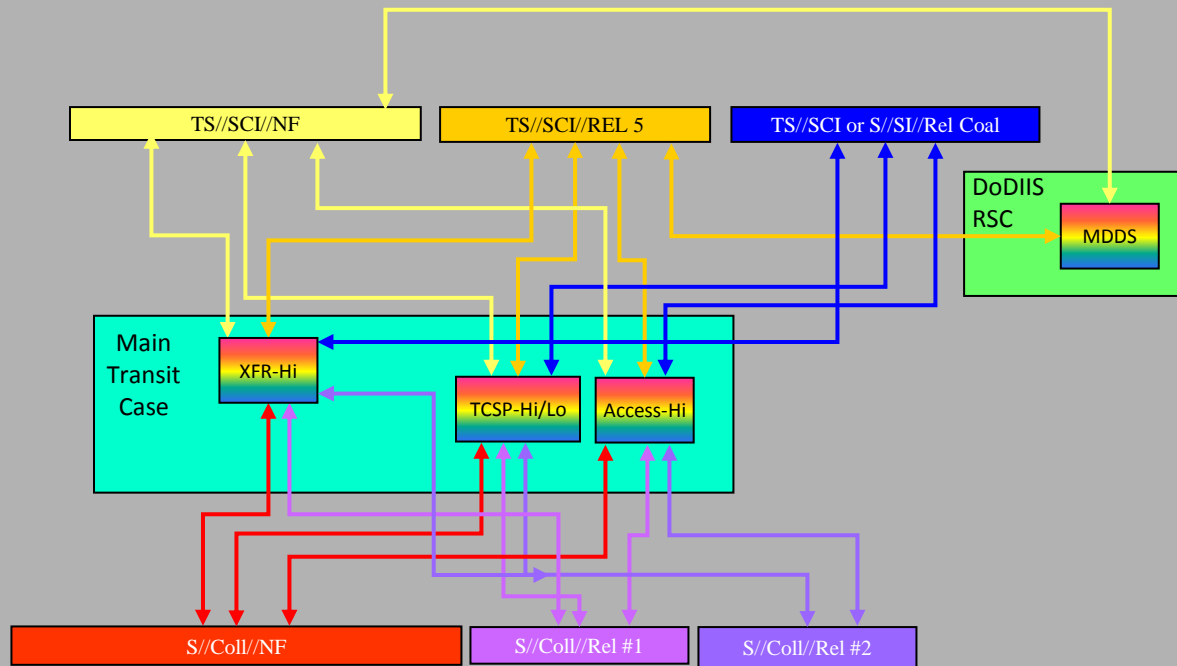 TS//SCI//NF
TS//SCI//REL 5
TS//SCI or S//SI//Rel Coal
DoDIIS
RSC
MDDS
Main
Transit
Case
XFR-Hi
TCSP-Hi/Lo
Access-Hi
S//Coll//NF
S//Coll//Rel #1
S//Coll//Rel #2